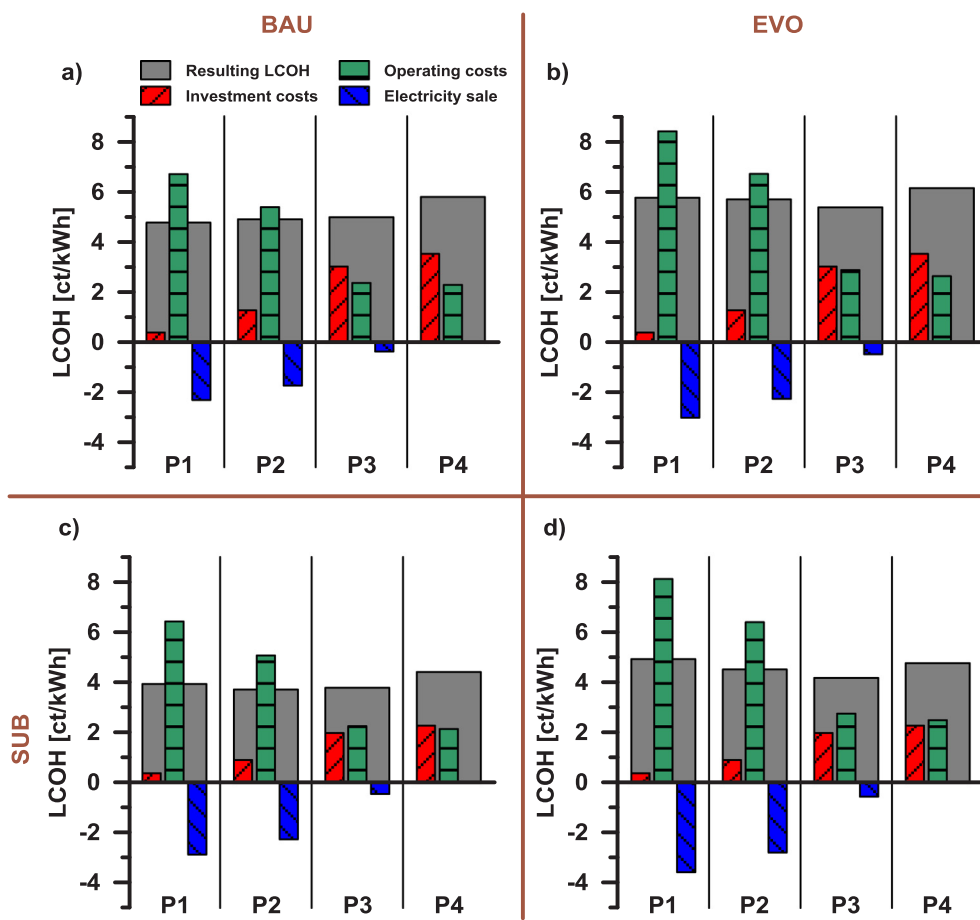 BAU
EVO
a)
Resulting LCOH
Operating costs
Investment costs
Electricity sale
LCOH [ct/kWh]
8
6
4
2
0
-2
-4
P1
P2
P3
P4
b)
LCOH [ct/kWh]
8
6
4
2
0
-2
-4
P1
P2
P3
P4
SUB
c)
LCOH [ct/kWh]
8
6
4
2
0
-2
-4
P1
P2
P3
P4
d)
LCOH [ct/kWh]
8
6
4
2
0
-2
-4
P1
P2
P3
P4